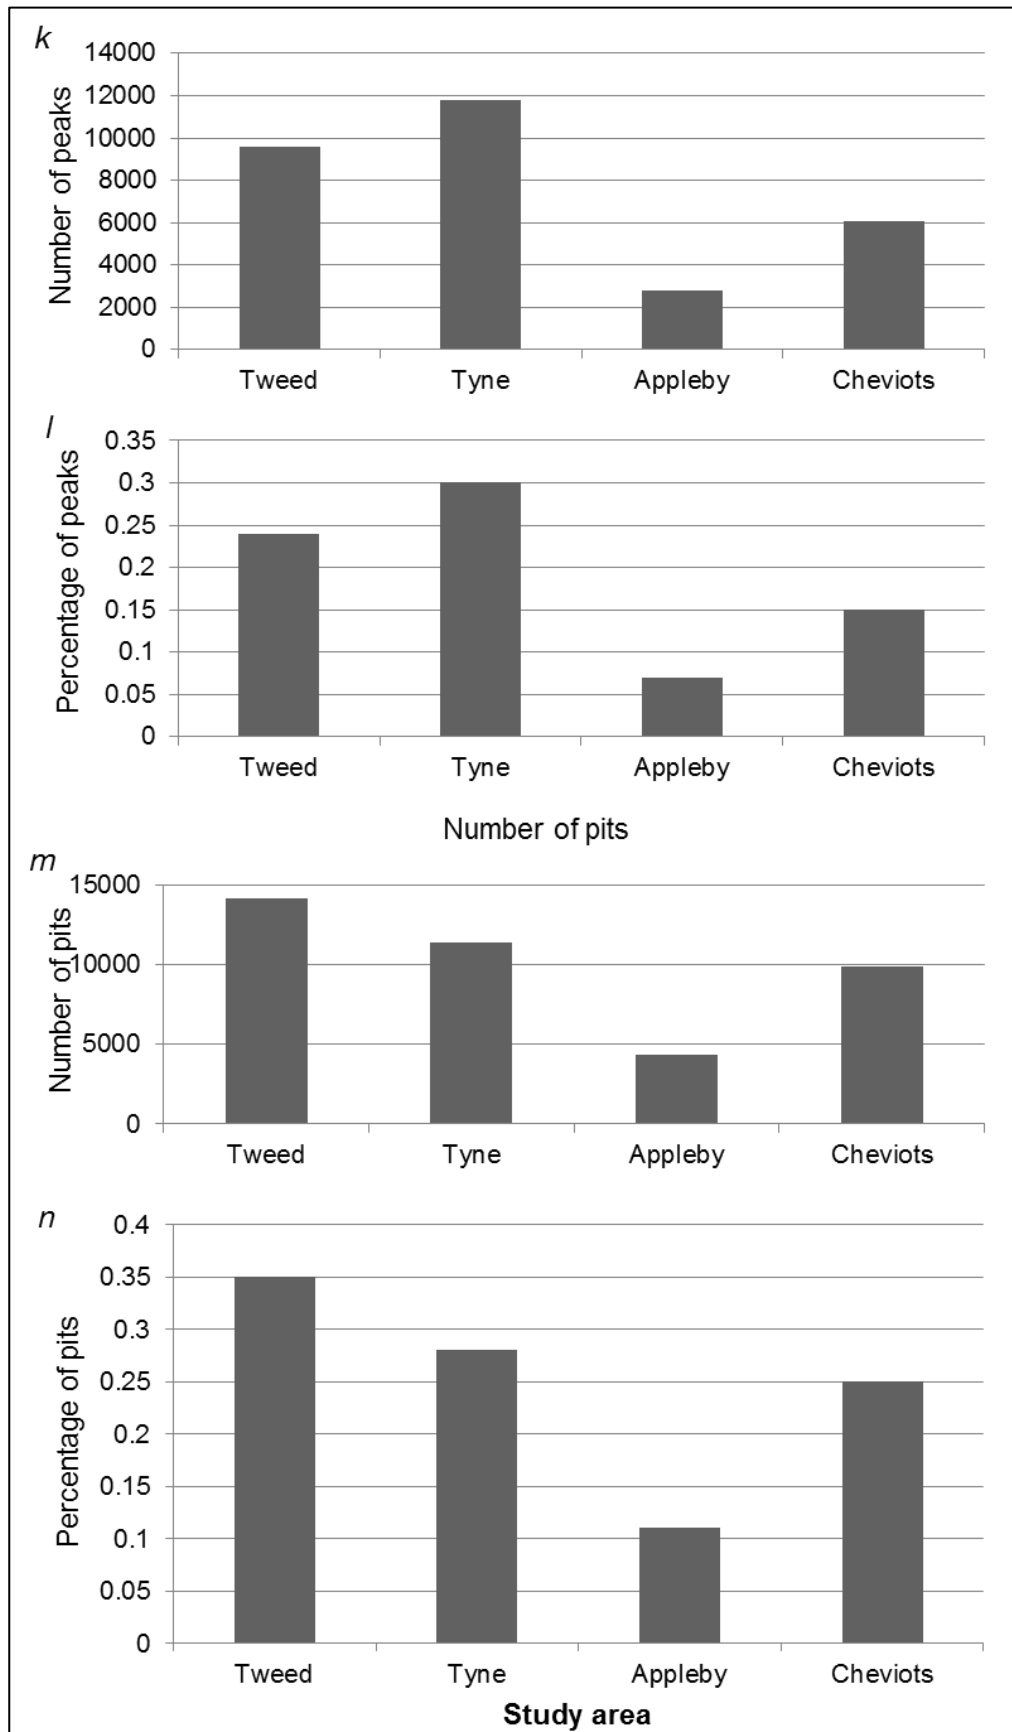 k
Number of peaks
14000
12000
10000
8000
6000
4000
2000
0
Tweed Tyne Appleby Cheviots
l
Percentage of peaks
0.35
0.3
0.25
0.2
0.15
0.1
0.05
0
Tweed Tyne Appleby Cheviots
Number of pits
m
Number of pits
15000
10000
5000
0
Tweed Tyne Appleby Cheviots
n
Percentage of pits
0.4
0.35
0.3
0.25
0.2
0.15
0.1
0.05
0
Tweed Tyne Appleby Cheviots
Study area